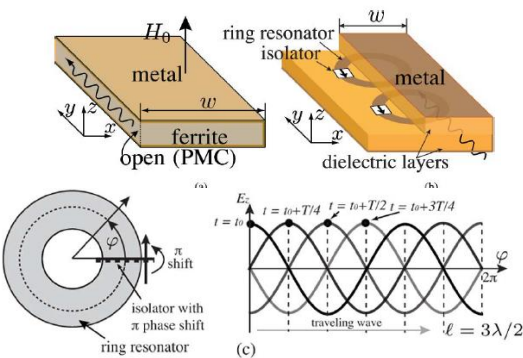 H₀
metal
w
y z
x
ferrite
open (PMC)
(a)
w
ring resonator
isolator
metal
y z
x
dielectric layers
(b)
φ
π
shift
isolator with
π phase shift
ring resonator
E_z
t = t₀
t = t₀+T/4
t = t₀+T/2
t = t₀+3T/4
φ
2π
traveling wave
ℓ = 3λ/2
(c)